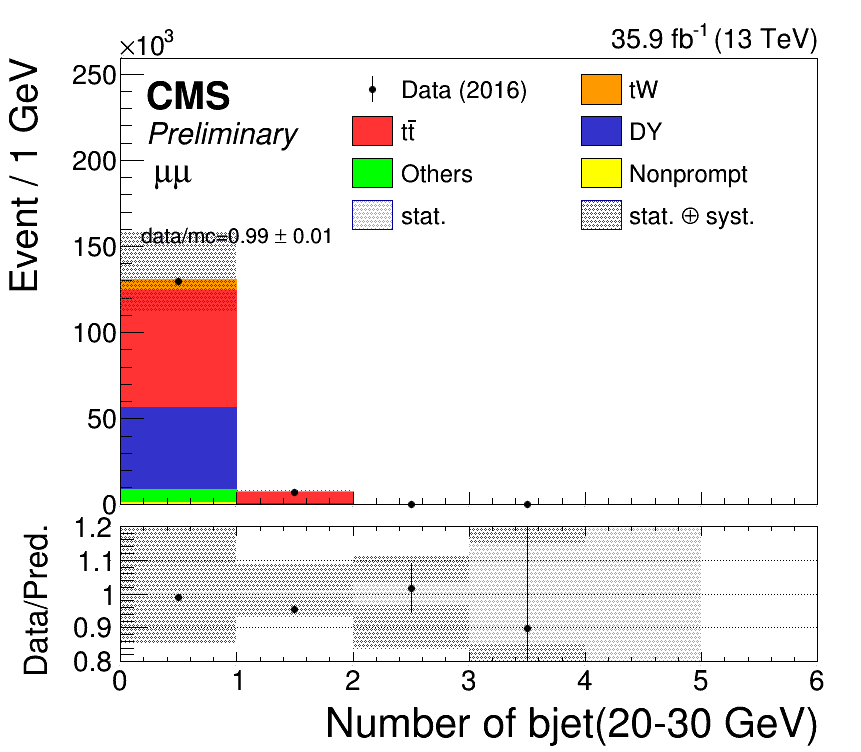 ×10³
35.9 fb⁻¹ (13 TeV)
Event / 1 GeV
250
200
150
100
50
0
CMS
Preliminary
μμ
data/mc=0.99 ± 0.01
Data (2016)
tW
tt̄
DY
Others
Nonprompt
stat.
stat. ⊕ syst.
Data/Pred.
1.2
1.1
1
0.9
0.8
0 1 2 3 4 5 6
Number of bjet(20-30 GeV)